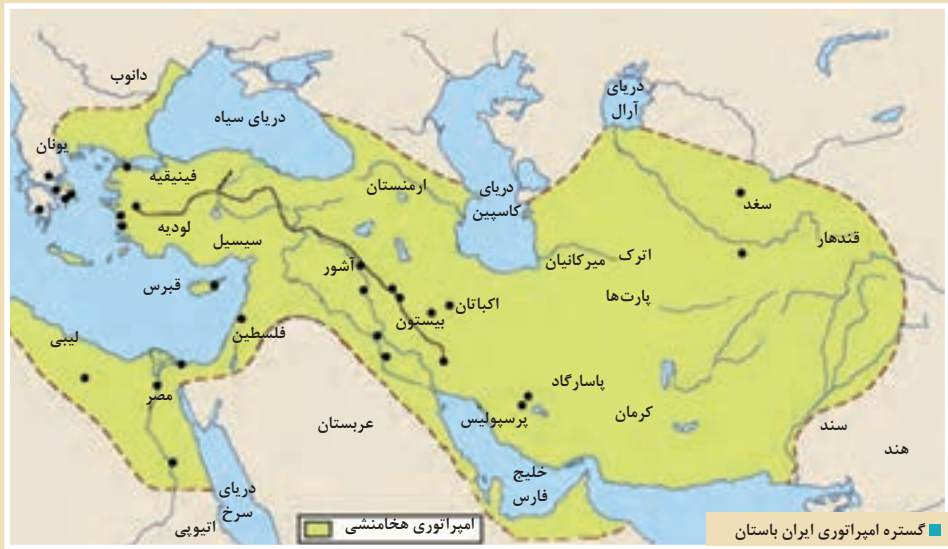 دانوب
دریای سیاه
دریای
آرال
یونان
فینیقیه
ارمنستان
دریای
کاسپین
سغد
لودیه
سیسیل
قندهار
میرکانیان
اترک
آشور
قبرس
اکباتان
پارت‌ها
بیستون
فلسطین
لیبی
پاسارگاد
مصر
پرسپولیس
کرمان
عربستان
سند
هند
خلیج
فارس
دریای
سرخ
اتیوپی
امپراتوری هخامنشی
گستره امپراتوری ایران باستان